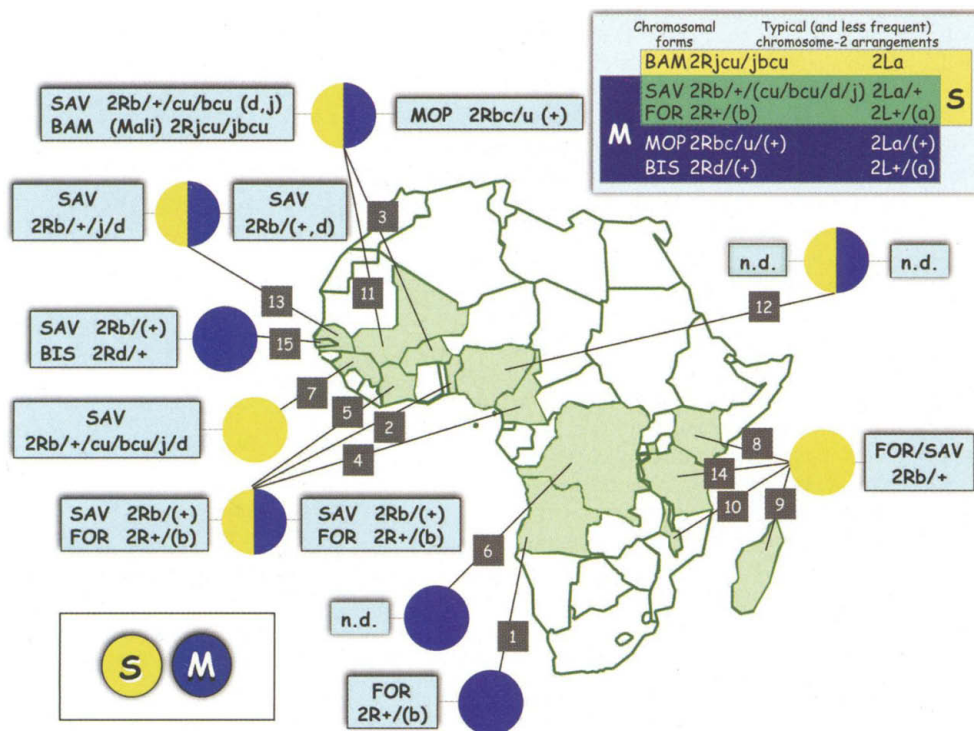 Chromosomal forms
Typical (and less frequent) chromosome-2 arrangements
BAM 2Rjcu/jbcu 2La
SAV 2Rb/+/(cu/bcu/d/j) 2La/+
FOR 2R+/(b) 2L+/(a)
MOP 2Rbc/u/(+) 2La/(+)
BIS 2Rd/(+) 2L+/(a)
S
M
SAV 2Rb/+/cu/bcu (d,j)
BAM (Mali) 2Rjcu/jbcu
MOP 2Rbc/u (+)
SAV
2Rb/+/j/d
SAV
2Rb/(+,d)
3
n.d.
n.d.
13
11
12
SAV 2Rb/(+)
BIS 2Rd/+
15
7
5
2
4
SAV
2Rb/+/cu/bcu/j/d
8
14
10
9
FOR/SAV
2Rb/+
SAV 2Rb/(+)
FOR 2R+/(b)
SAV 2Rb/(+)
FOR 2R+/(b)
6
n.d.
1
S
M
FOR
2R+/(b)